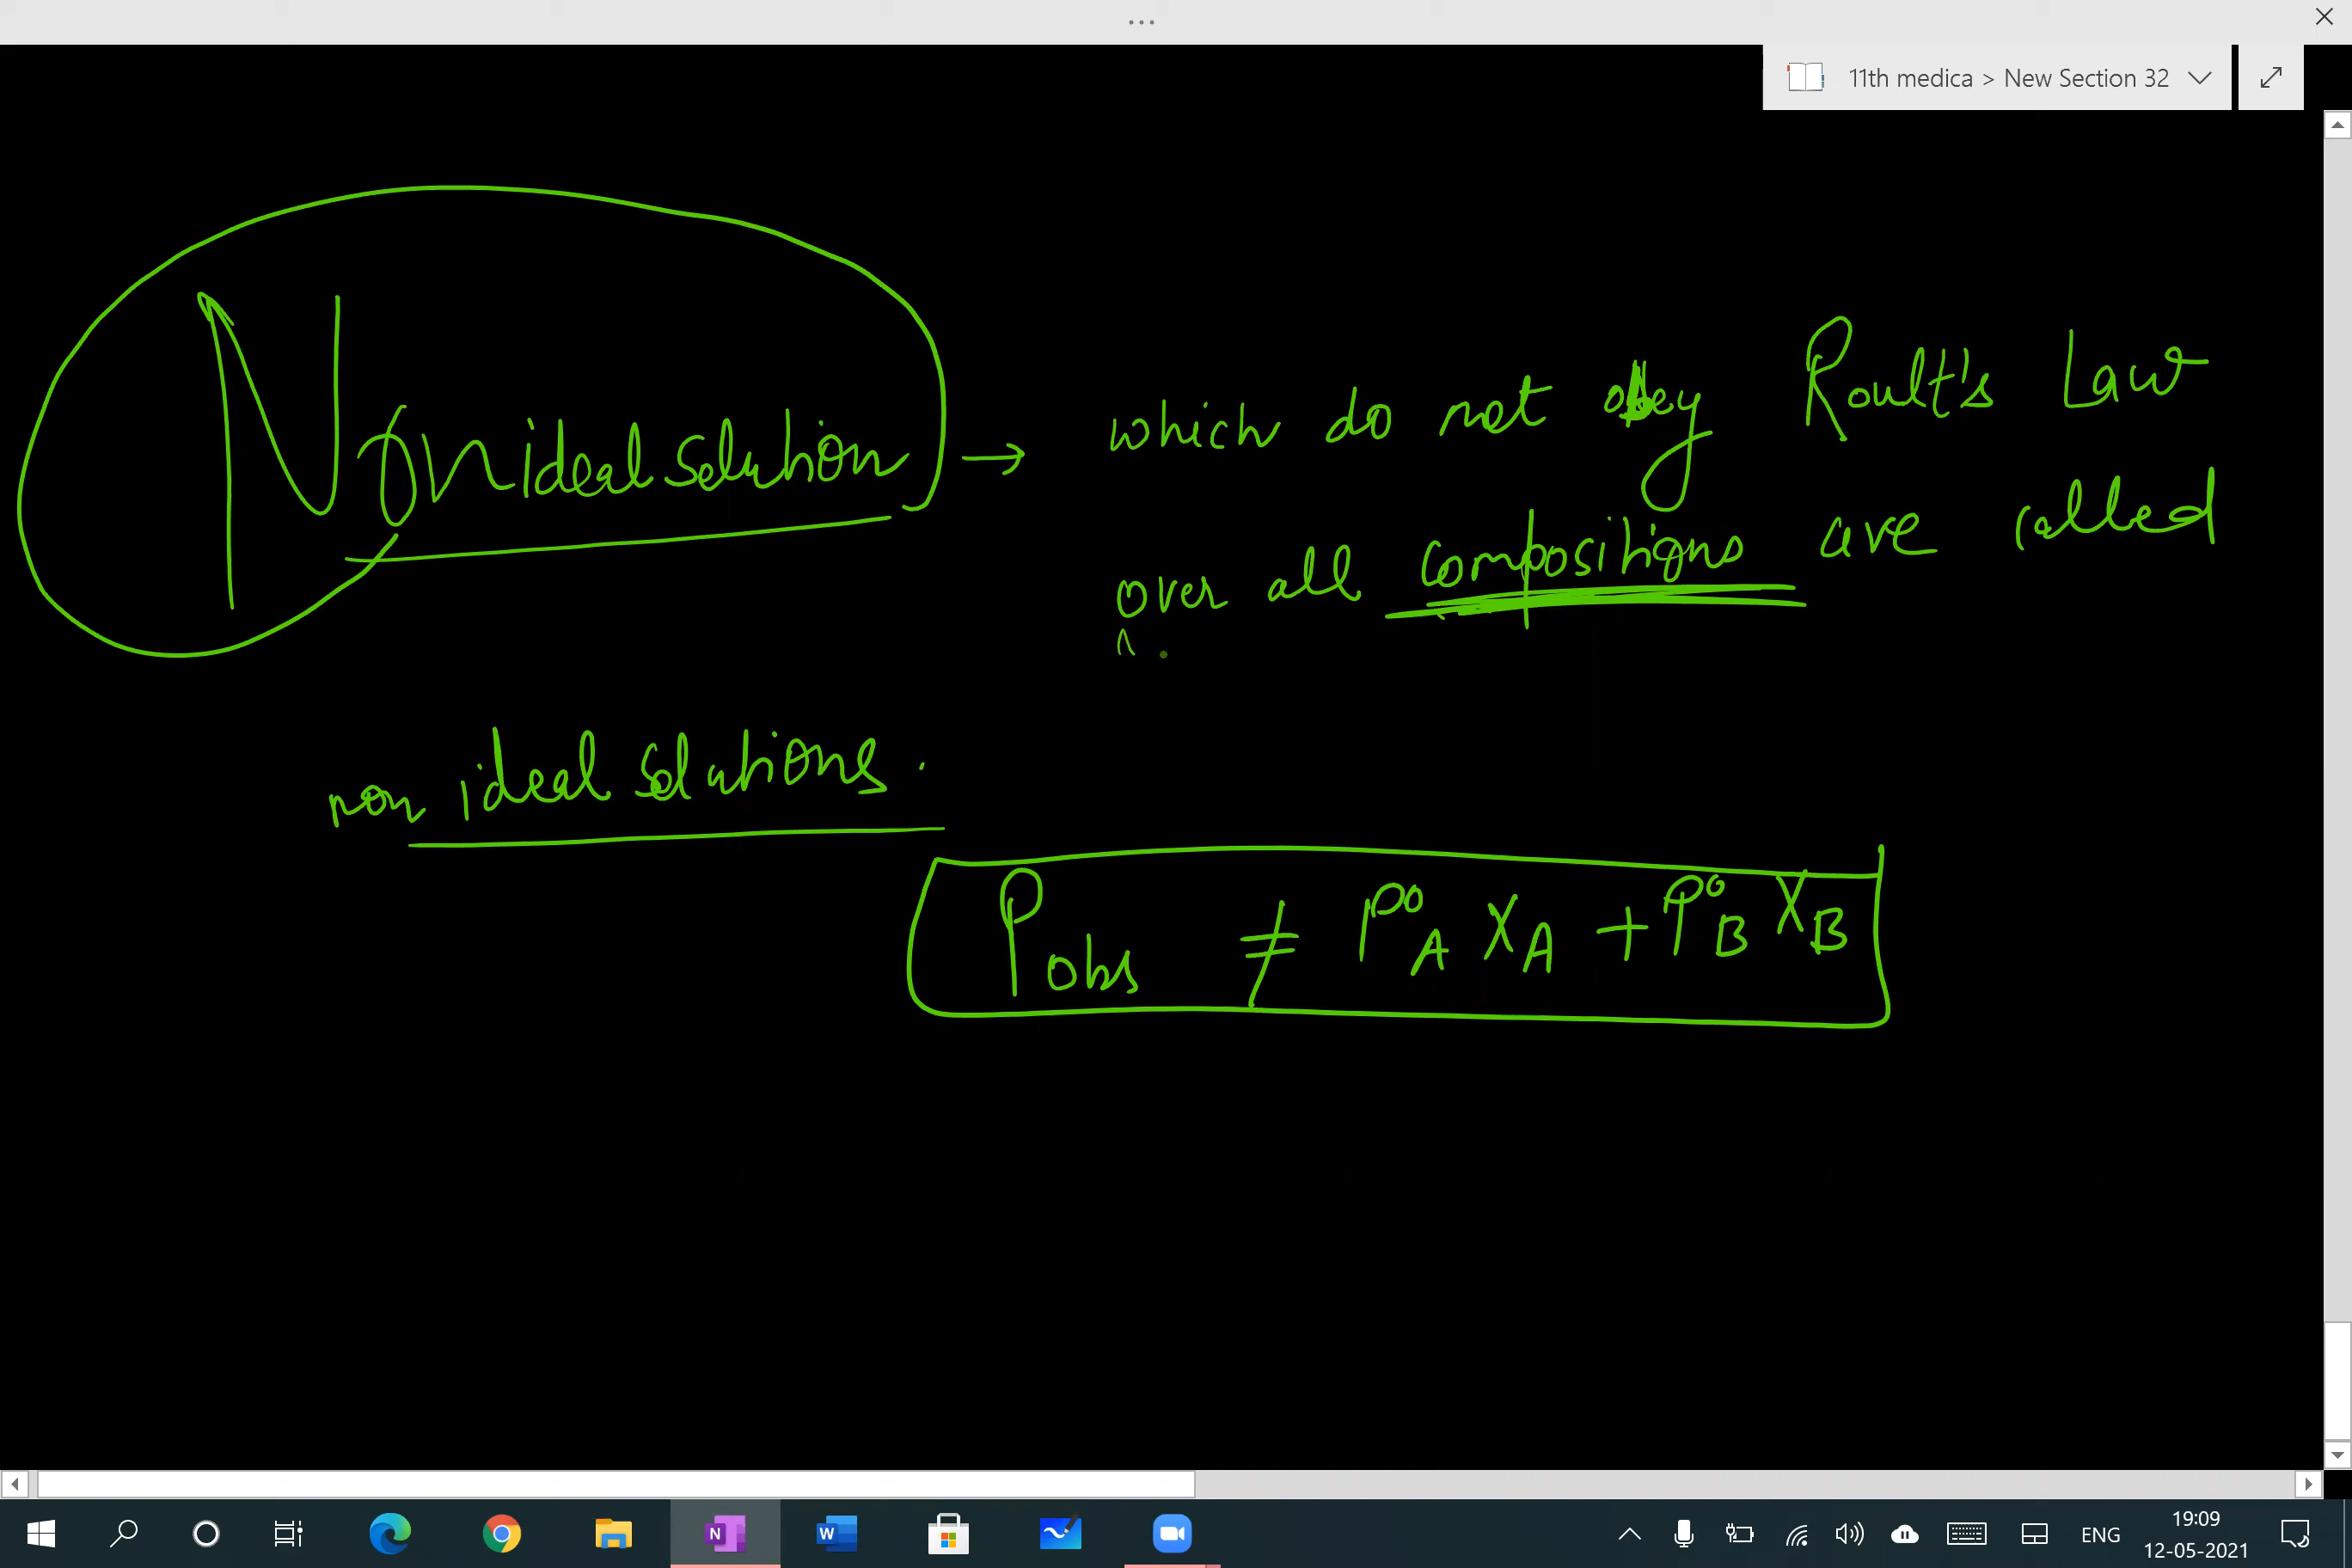 ...
11th medica > New Section 32
Non ideal solution → which do not obey Roult's Law
over all compositions are called
non ideal solutions.
P obs ≠ P°A XA + P°B XB
ENG
19:09
12-05-2021